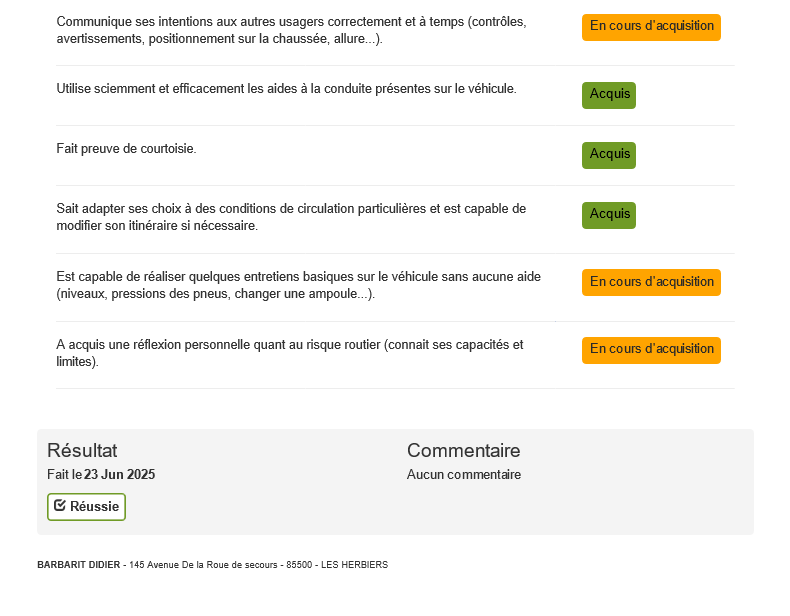 Communique ses intentions aux autres usagers correctement et à temps (contrôles,
avertissements, positionnement sur la chaussée, allure...).
En cours d'acquisition
Utilise sciemment et efficacement les aides à la conduite présentes sur le véhicule.
Acquis
Fait preuve de courtoisie.
Acquis
Sait adapter ses choix à des conditions de circulation particulières et est capable de
modifier son itinéraire si nécessaire.
Acquis
Est capable de réaliser quelques entretiens basiques sur le véhicule sans aucune aide
(niveaux, pressions des pneus, changer une ampoule...).
En cours d'acquisition
A acquis une réflexion personnelle quant au risque routier (connait ses capacités et
limites).
En cours d'acquisition
Résultat
Fait le 23 Jun 2025
Réussie
Commentaire
Aucun commentaire
BARBARIT DIDIER - 145 Avenue De la Roue de secours - 85500 - LES HERBIERS